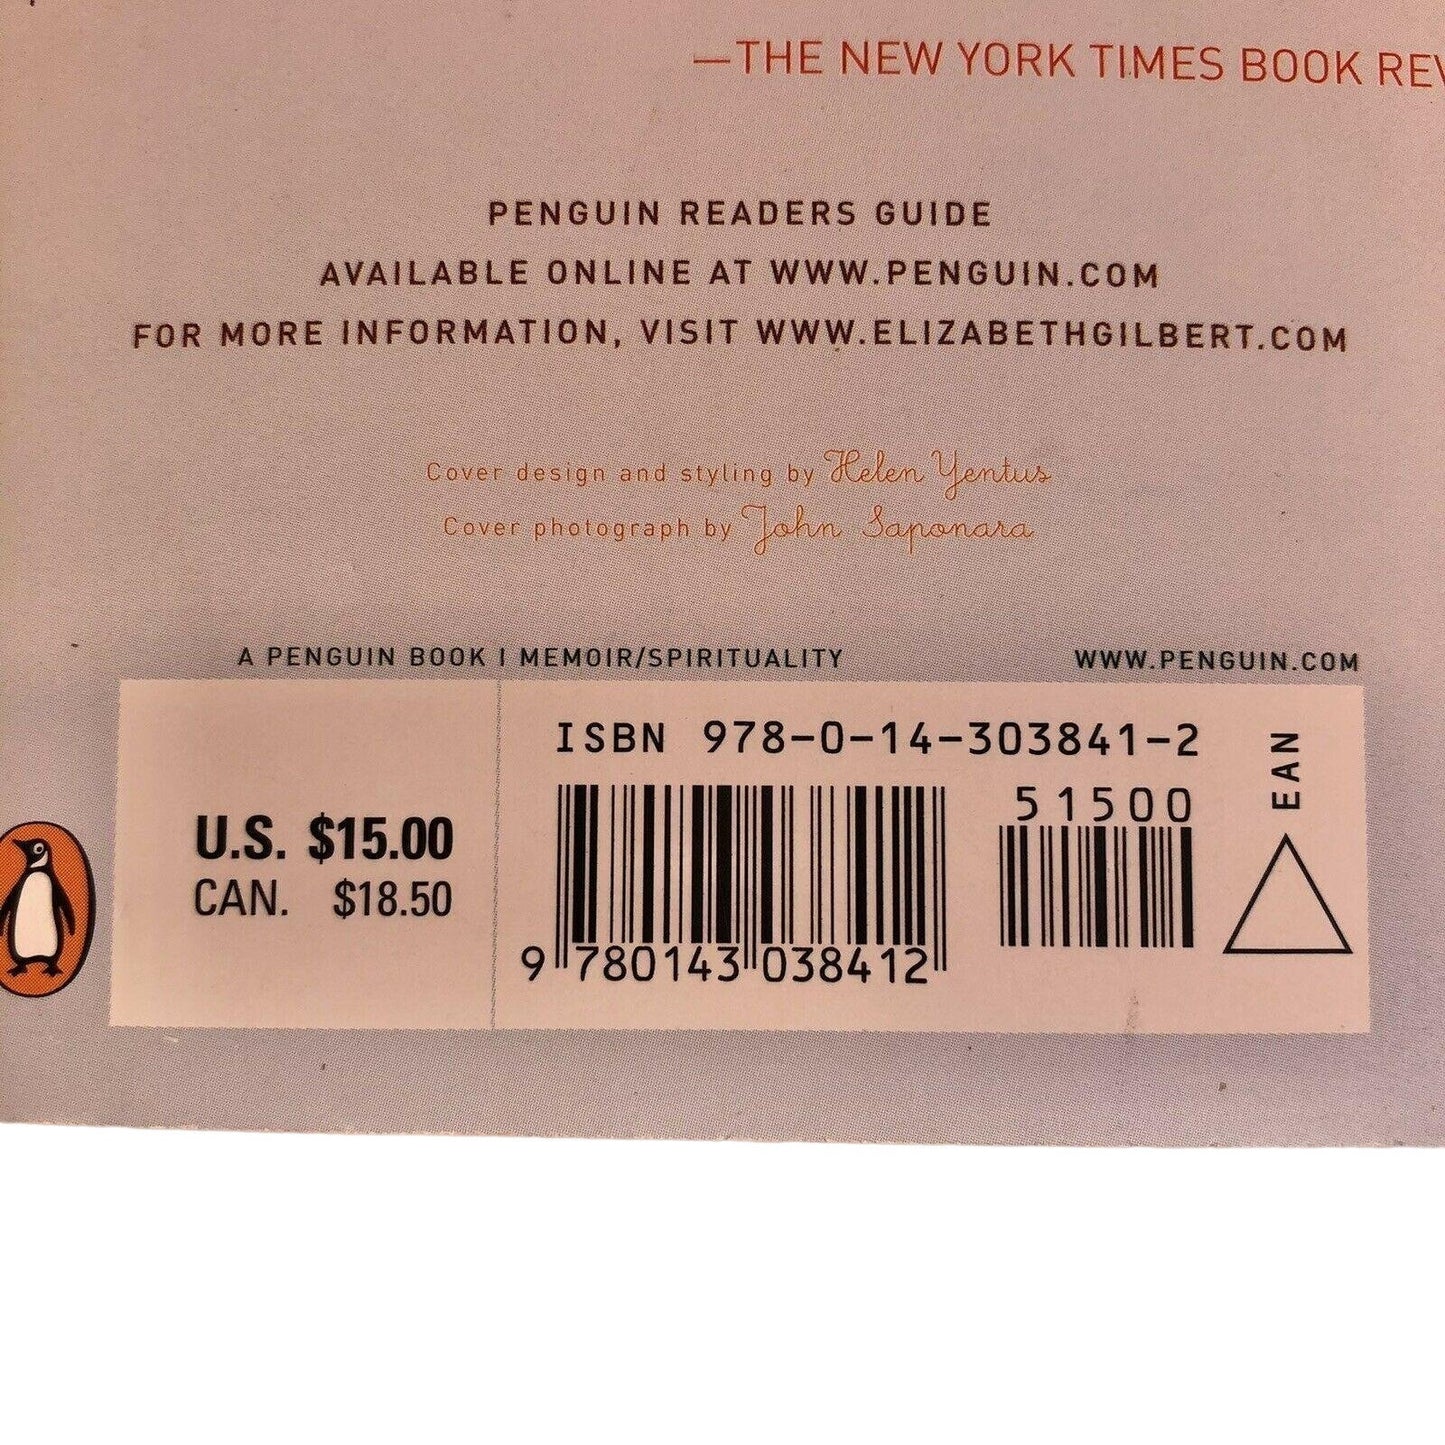 —THE NEW YORK TIMES BOOK REV
PENGUIN READERS GUIDE
AVAILABLE ONLINE AT WWW.PENGUIN.COM
FOR MORE INFORMATION, VISIT WWW.ELIZABETHGILBERT.COM
Cover design and styling by Helen Yentus
Cover photograph by John Saponara
A PENGUIN BOOK | MEMOIR/SPIRITUALITY WWW.PENGUIN.COM
ISBN 978-0-14-303841-2
EAN
51500
U.S. $15.00
CAN. $18.50
9 780143 038412